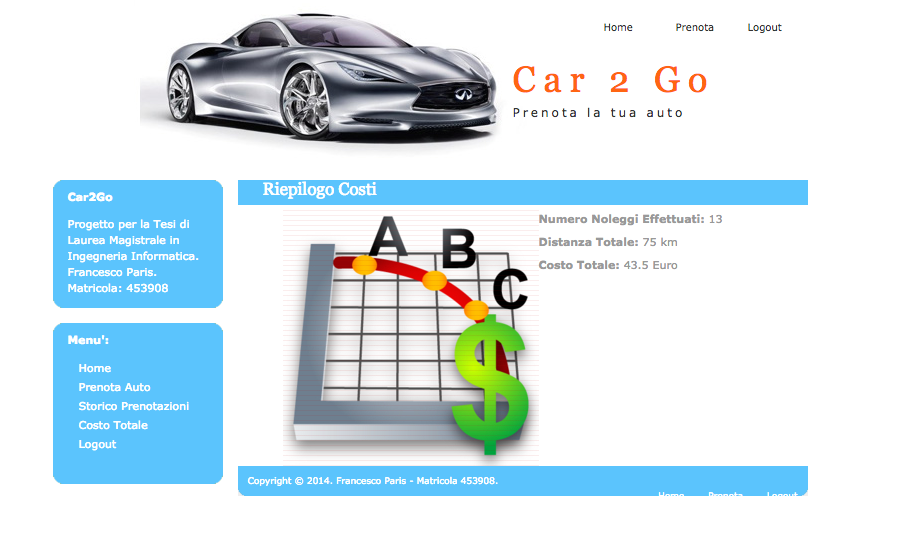 Home Prenota Logout
Car 2 Go
Prenota la tua auto
Car2Go
Progetto per la Tesi di
Laurea Magistrale in
Ingegneria Informatica.
Francesco Paris.
Matricola: 453908
Menu':
Home
Prenota Auto
Storico Prenotazioni
Costo Totale
Logout
Riepilogo Costi
A
B
C
$
Numero Noleggi Effettuati: 13
Distanza Totale: 75 km
Costo Totale: 43.5 Euro
Copyright © 2014. Francesco Paris - Matricola 453908.
Home Prenota Logout